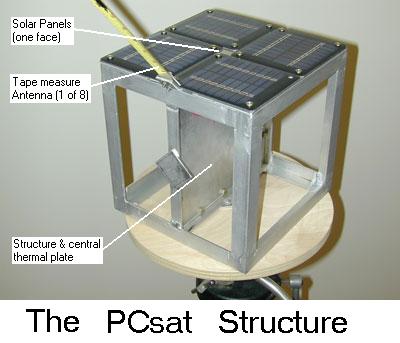 Solar Panels
(one face)
Tape measure
Antenna (1 of 8)
Structure & central
thermal plate
The PCsat Structure